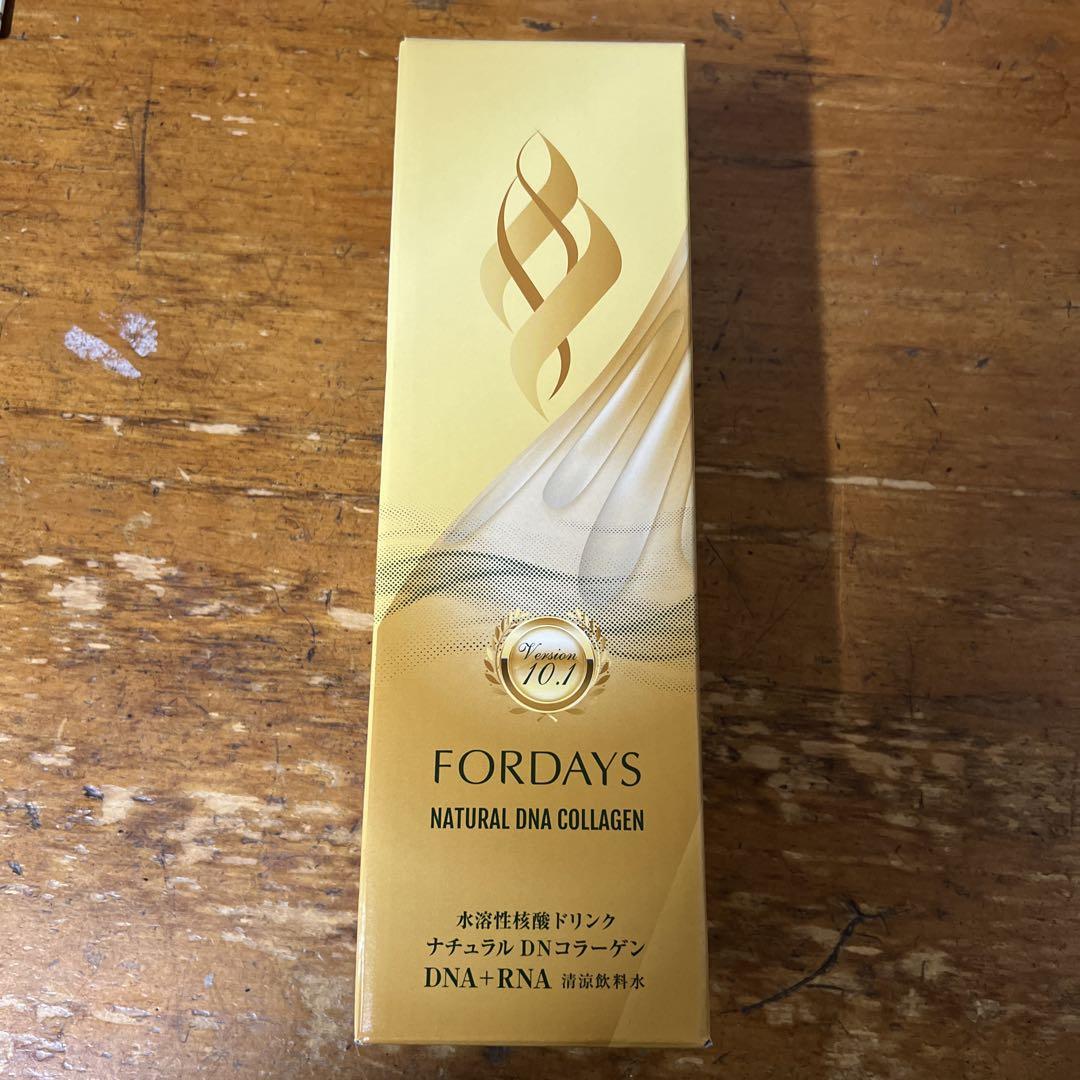 Version
10.1
FORDAYS
NATURAL DNA COLLAGEN
水溶性核酸ドリンク
ナチュラル DNコラーゲン
DNA+RNA 清涼飲料水